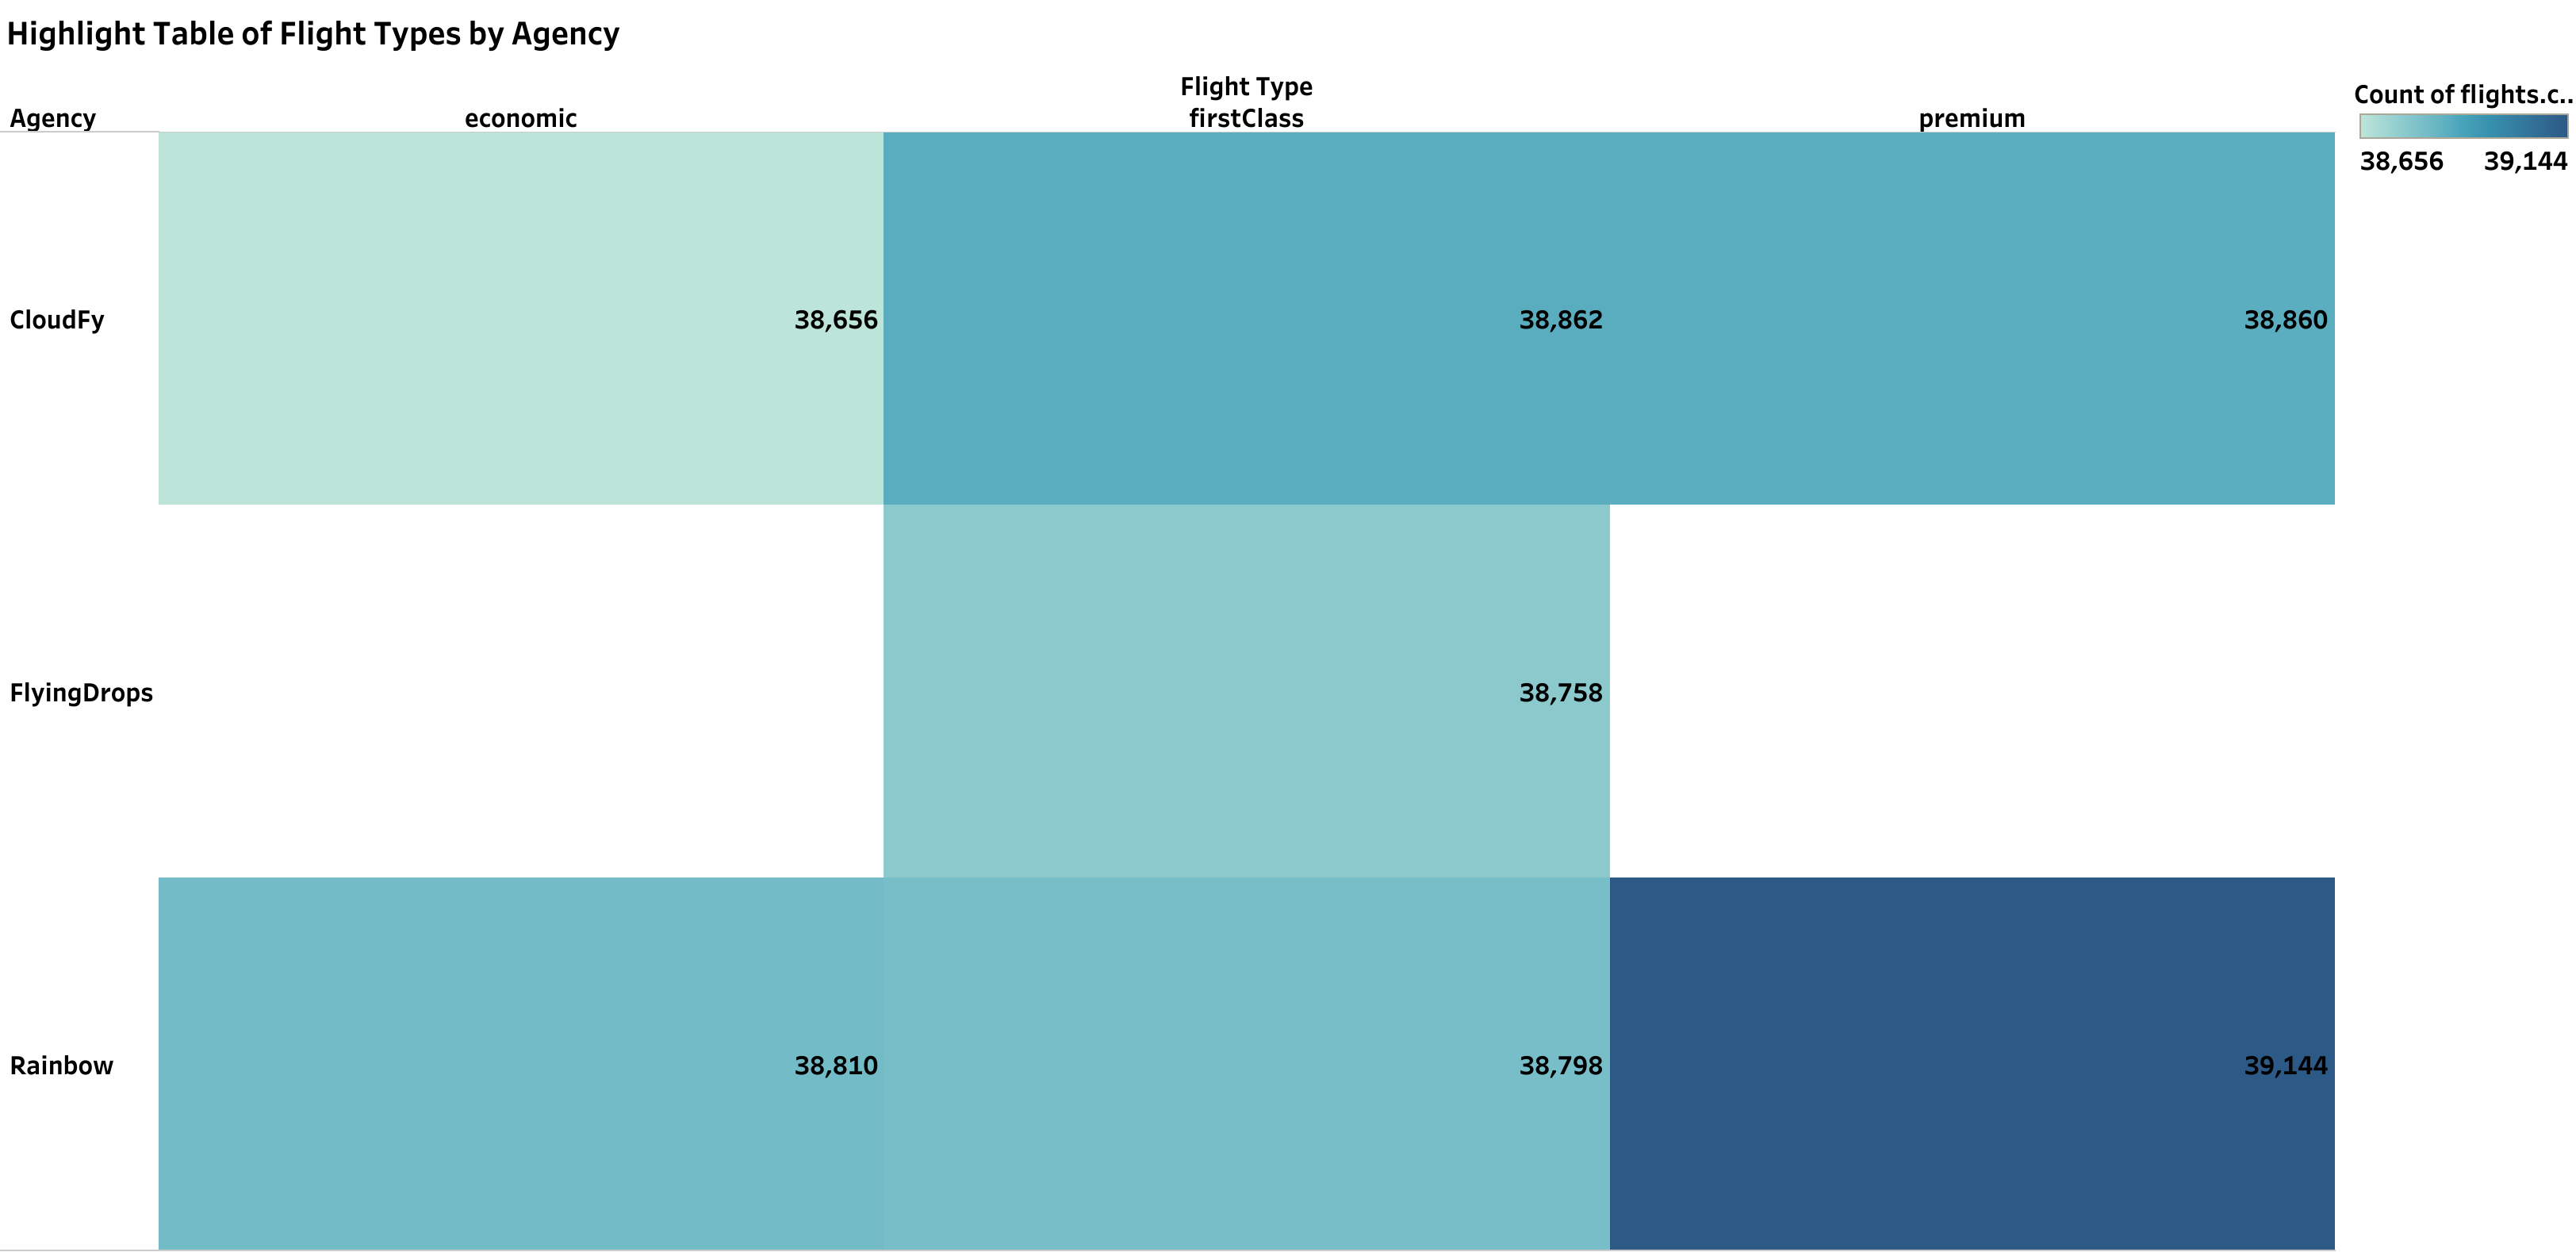 Highlight Table of Flight Types by Agency
Flight Type
Agency economic firstClass premium
Count of flights.c..
38,656 39,144
CloudFy 38,656 38,862 38,860
FlyingDrops 38,758
Rainbow 38,810 38,798 39,144